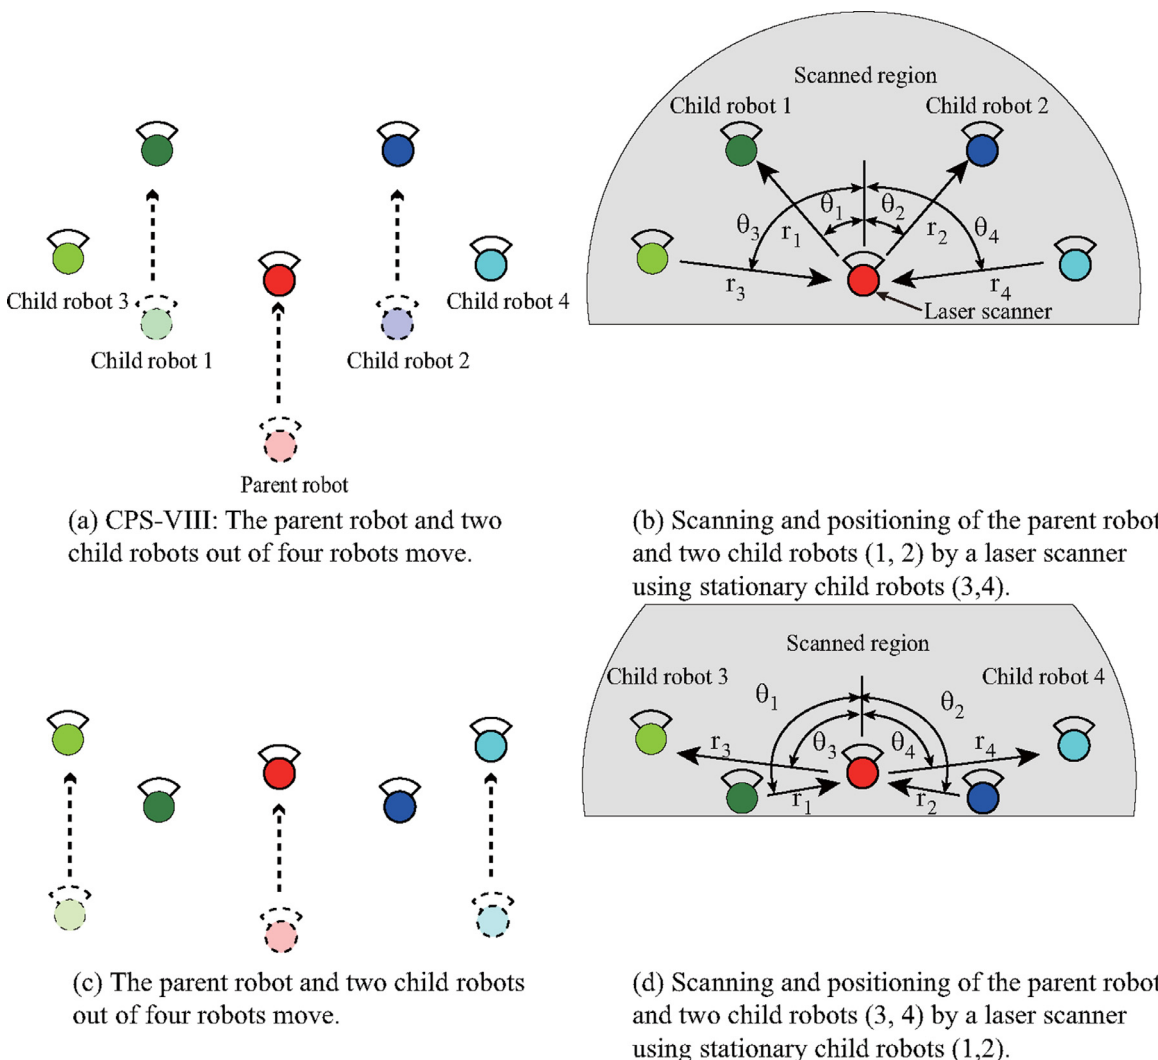 Scanned region
Child robot 1
Child robot 2
θ1
θ2
θ3
θ4
r1
r2
r3
r4
Laser scanner
Child robot 3
Child robot 4
Child robot 1
Child robot 2
Parent robot
(a) CPS-VIII: The parent robot and two
child robots out of four robots move.
(b) Scanning and positioning of the parent robot
and two child robots (1, 2) by a laser scanner
using stationary child robots (3,4).
Scanned region
Child robot 3
Child robot 4
θ1
θ2
θ3
θ4
r3
r4
r1
r2
(c) The parent robot and two child robots
out of four robots move.
(d) Scanning and positioning of the parent robot
and two child robots (3, 4) by a laser scanner
using stationary child robots (1,2).